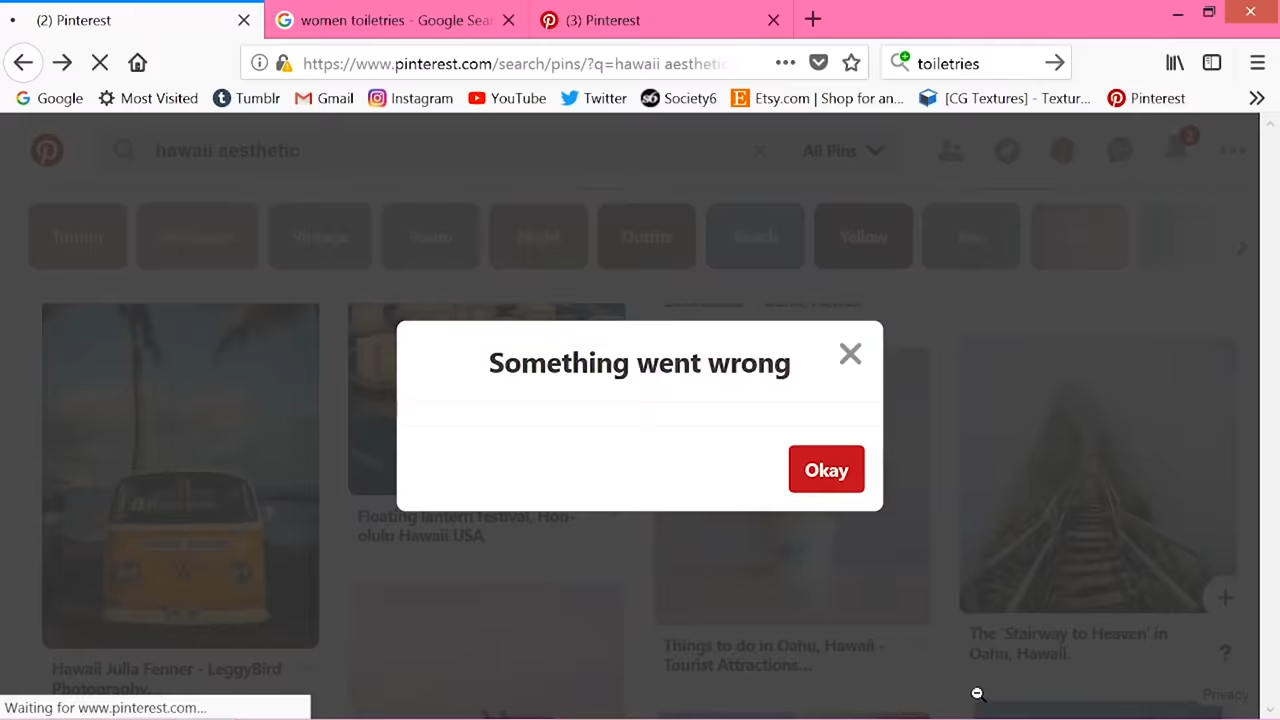 (2) Pinterest
women toiletries - Google Sear
(3) Pinterest
https://www.pinterest.com/search/pins/?q=hawaii aesthetic
toiletries
Google
Most Visited
Tumblr
Gmail
Instagram
YouTube
Twitter
Society6
Etsy.com | Shop for an...
[CG Textures] - Textur...
Pinterest
hawaii aesthetic
All Pins
2
Vintage
Night
Outfits
Beach
Yellow
Something went wrong
Okay
Floating lantern festival, Hon-
olulu Hawaii USA
Things to do in Oahu, Hawaii -
Tourist Attractions...
The 'Stairway to Heaven' in
Oahu, Hawaii.
Hawaii Julia Fenner - LeggyBird
Photography...
?
Privacy
Waiting for www.pinterest.com...